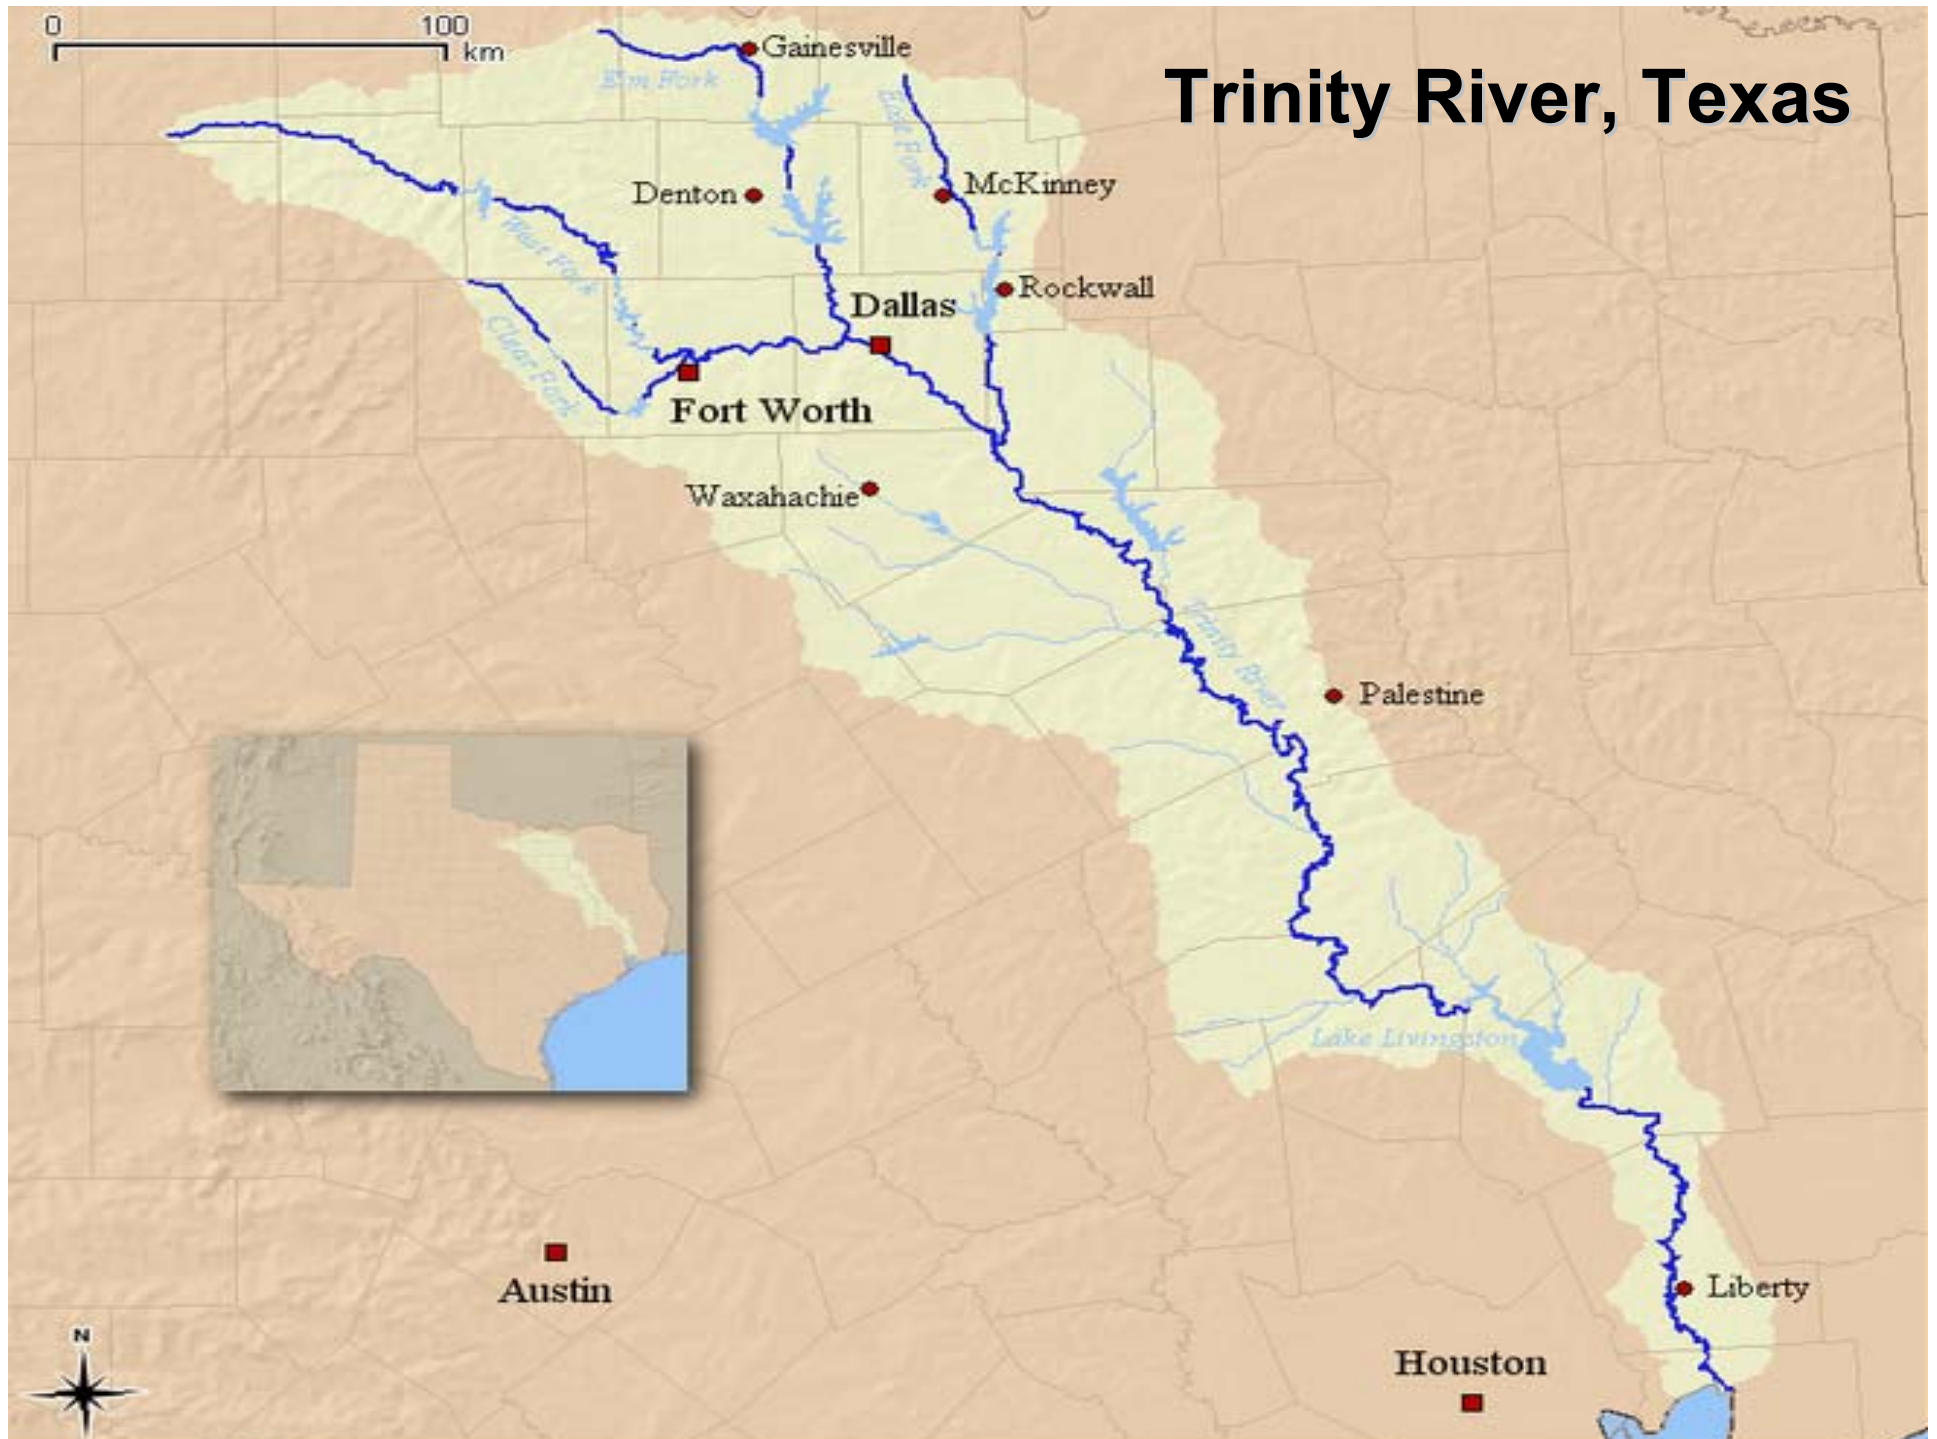 0 100
km
Trinity River, Texas
Gainesville
Elm Fork
East Fork
Denton
McKinney
West Fork
Rockwall
Dallas
Clear Fork
Fort Worth
Waxahachie
Trinity River
Palestine
Lake Livingston
Austin
Liberty
N
Houston